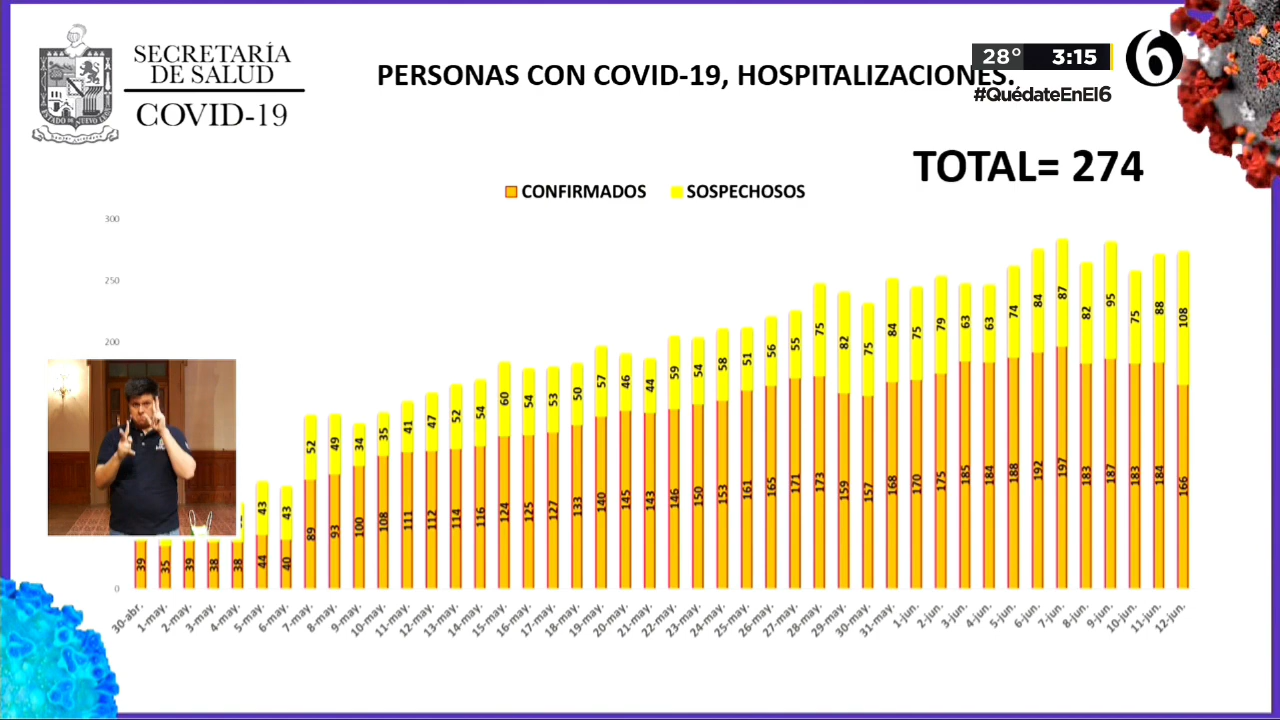 SECRETARÍA
DE SALUD
COVID-19
PERSONAS CON COVID-19, HOSPITALIZACIONES.
28° 3:15 6
#QuédateEnEl6
TOTAL= 274
CONFIRMADOS SOSPECHOSOS
300
250
200
0
43 43 52 49 34 35 41 47 52 54 60 54 53 50 57 46 44 59 54 58 51 56 55 75 82 75 84 75 79 63 63 74 84 87 82 95 75 88 108
39 35 39 38 38 44 40 89 93 100 108 111 112 114 116 124 125 127 133 140 145 143 146 150 153 161 165 171 173 159 157 168 170 175 185 184 188 192 197 183 187 183 184 166
30-abr. 1-may. 2-may. 3-may. 4-may. 5-may. 6-may. 7-may. 8-may. 9-may. 10-may. 11-may. 12-may. 13-may. 14-may. 15-may. 16-may. 17-may. 18-may. 19-may. 20-may. 21-may. 22-may. 23-may. 24-may. 25-may. 26-may. 27-may. 28-may. 29-may. 30-may. 31-may. 1-jun. 2-jun. 3-jun. 4-jun. 5-jun. 6-jun. 7-jun. 8-jun. 9-jun. 10-jun. 11-jun. 12-jun.